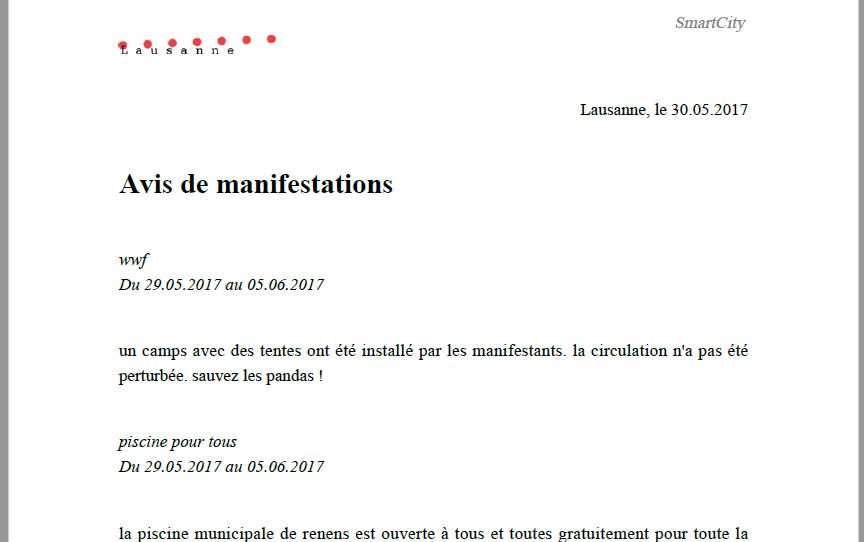 SmartCity
Lausanne
Lausanne, le 30.05.2017
Avis de manifestations
wwf
Du 29.05.2017 au 05.06.2017
un camps avec des tentes ont été installé par les manifestants. la circulation n'a pas été
perturbée. sauvez les pandas !
piscine pour tous
Du 29.05.2017 au 05.06.2017
la piscine municipale de renens est ouverte à tous et toutes gratuitement pour toute la